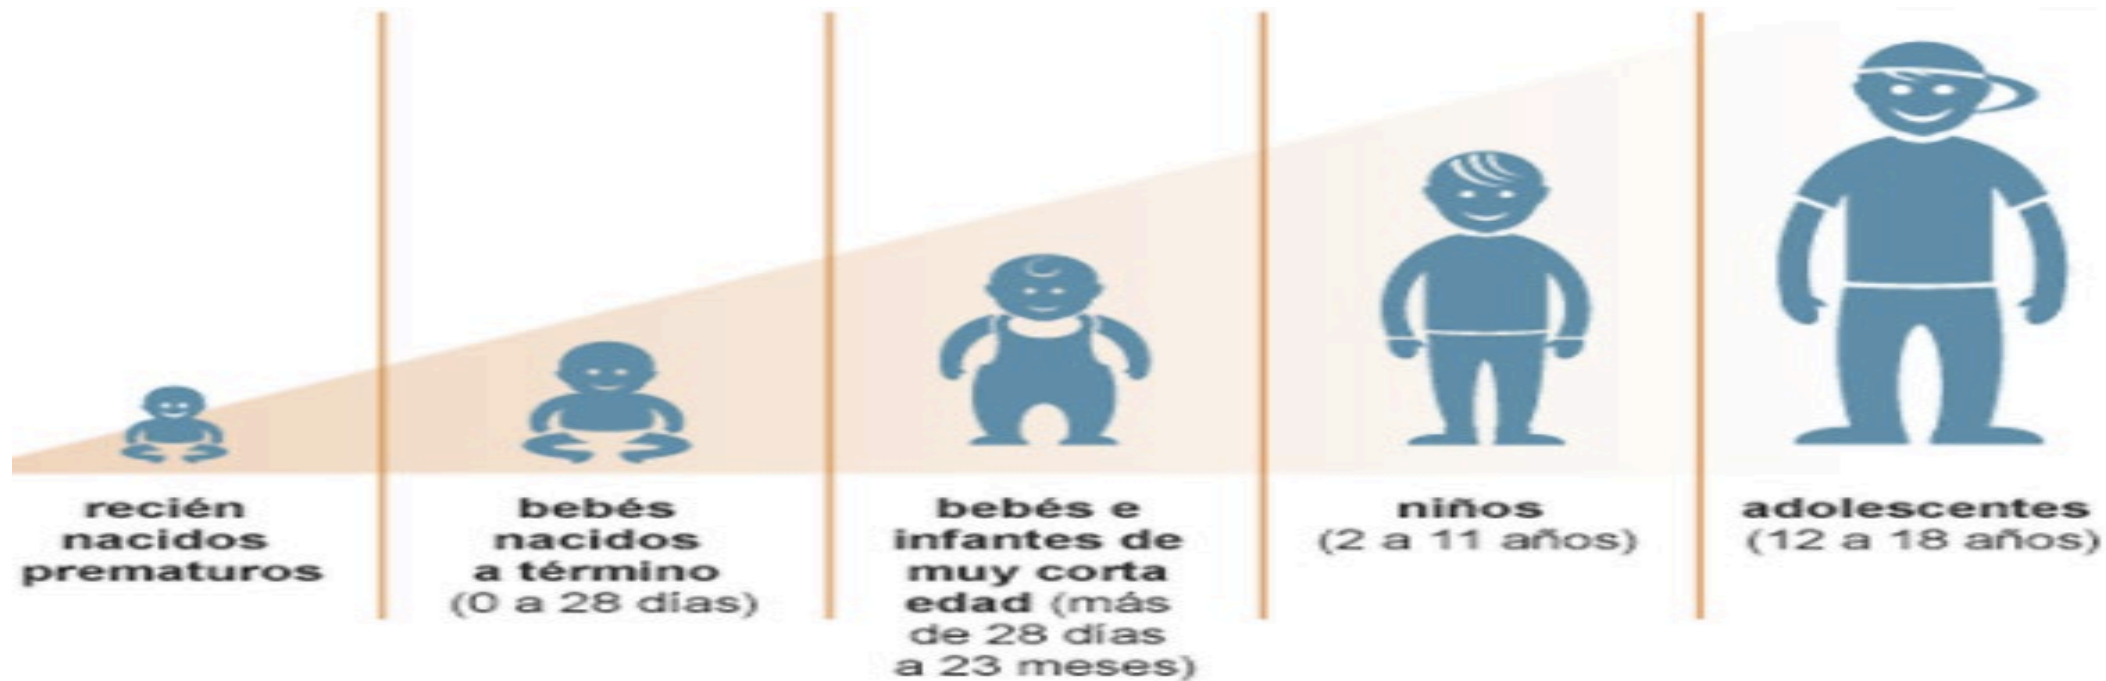 recién
nacidos
prematuros
bebés
nacidos
a término
(0 a 28 días)
bebés e
infantes de
muy corta
edad (más
de 28 días
a 23 meses)
niños
(2 a 11 años)
adolescentes
(12 a 18 años)